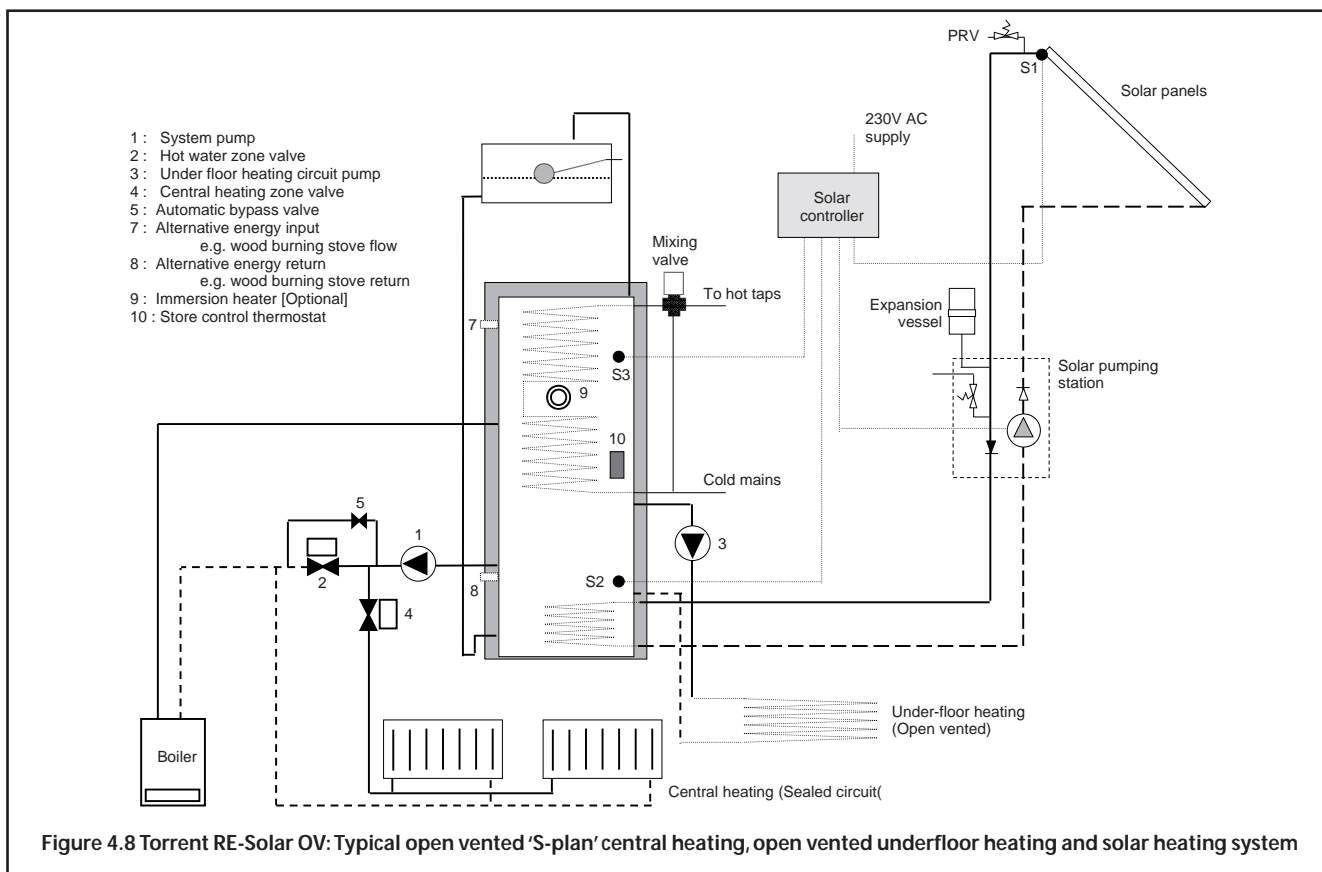 PRV
S1
Solar panels
230V AC
supply
1 : System pump
2 : Hot water zone valve
3 : Under floor heating circuit pump
4 : Central heating zone valve
5 : Automatic bypass valve
7 : Alternative energy input
e.g. wood burning stove flow
8 : Alternative energy return
e.g. wood burning stove return
9 : Immersion heater [Optional]
10 : Store control thermostat
Solar
controller
Mixing
valve
To hot taps
Expansion
vessel
7
S3
Solar pumping
station
9
10
Cold mains
5
1
3
2
8
S2
4
Under-floor heating
(Open vented)
Boiler
Central heating (Sealed circuit(
Figure 4.8 Torrent RE-Solar OV: Typical open vented ‘S-plan’ central heating, open vented underfloor heating and solar heating system